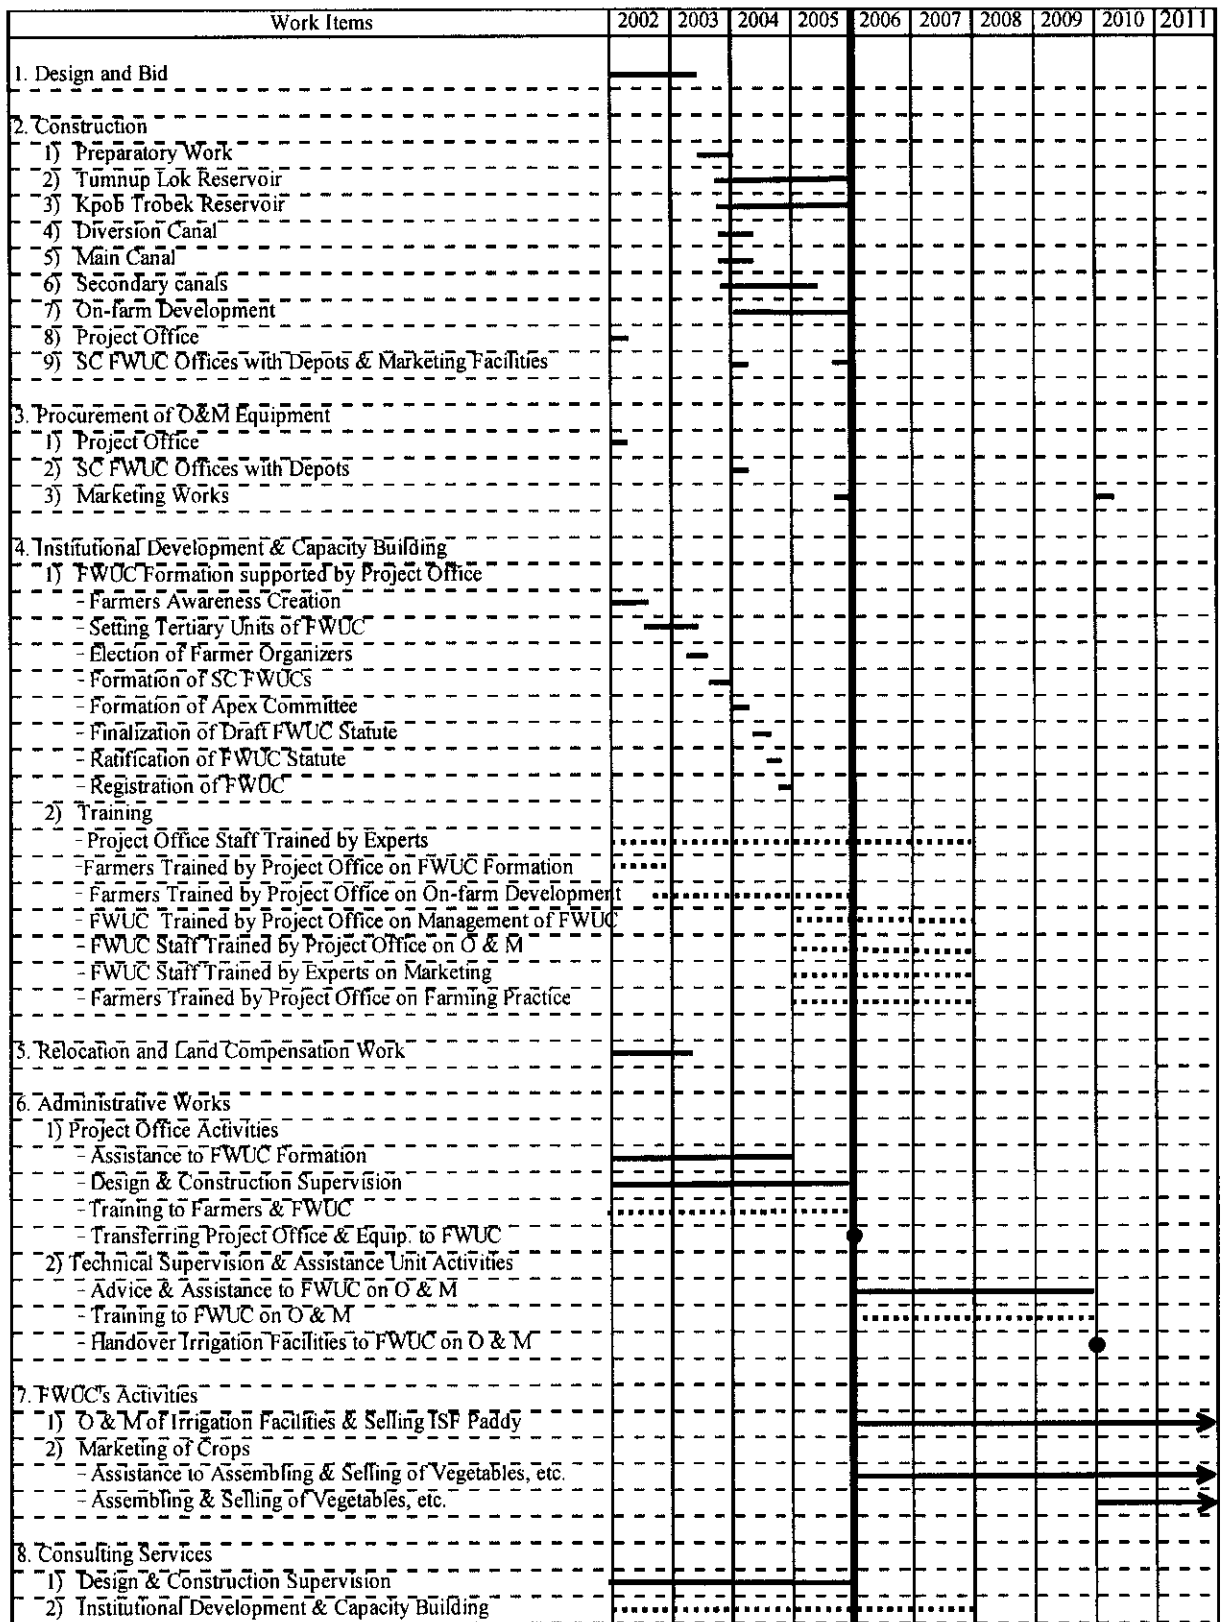 Work Items 2002 2003 2004 2005 2006 2007 2008 2009 2010 2011
1. Design and Bid
2. Construction
1) Preparatory Work
2) Tumnup Lok Reservoir
3) Kpob Trobek Reservoir
4) Diversion Canal
5) Main Canal
6) Secondary canals
7) On-farm Development
8) Project Office
9) SC FWUC Offices with Depots & Marketing Facilities
3. Procurement of O&M Equipment
1) Project Office
2) SC FWUC Offices with Depots
3) Marketing Works
4. Institutional Development & Capacity Building
1) FWUC Formation supported by Project Office
- Farmers Awareness Creation
- Setting Tertiary Units of FWUC
- Election of Farmer Organizers
- Formation of SC FWUCs
- Formation of Apex Committee
- Finalization of Draft FWUC Statute
- Ratification of FWUC Statute
- Registration of FWUC
2) Training
- Project Office Staff Trained by Experts
-Farmers Trained by Project Office on FWUC Formation
- Farmers Trained by Project Office on On-farm Development
- FWUC Trained by Project Office on Management of FWUC
- FWUC Staff Trained by Project Office on O & M
- FWUC Staff Trained by Experts on Marketing
- Farmers Trained by Project Office on Farming Practice
5. Relocation and Land Compensation Work
6. Administrative Works
1) Project Office Activities
- Assistance to FWUC Formation
- Design & Construction Supervision
- Training to Farmers & FWUC
- Transferring Project Office & Equip. to FWUC
2) Technical Supervision & Assistance Unit Activities
- Advice & Assistance to FWUC on O & M
- Training to FWUC on O & M
- Handover Irrigation Facilities to FWUC on O & M
7. FWUC's Activities
1) O & M of Irrigation Facilities & Selling ISF Paddy
2) Marketing of Crops
- Assistance to Assembling & Selling of Vegetables, etc.
- Assembling & Selling of Vegetables, etc.
8. Consulting Services
1) Design & Construction Supervision
2) Institutional Development & Capacity Building